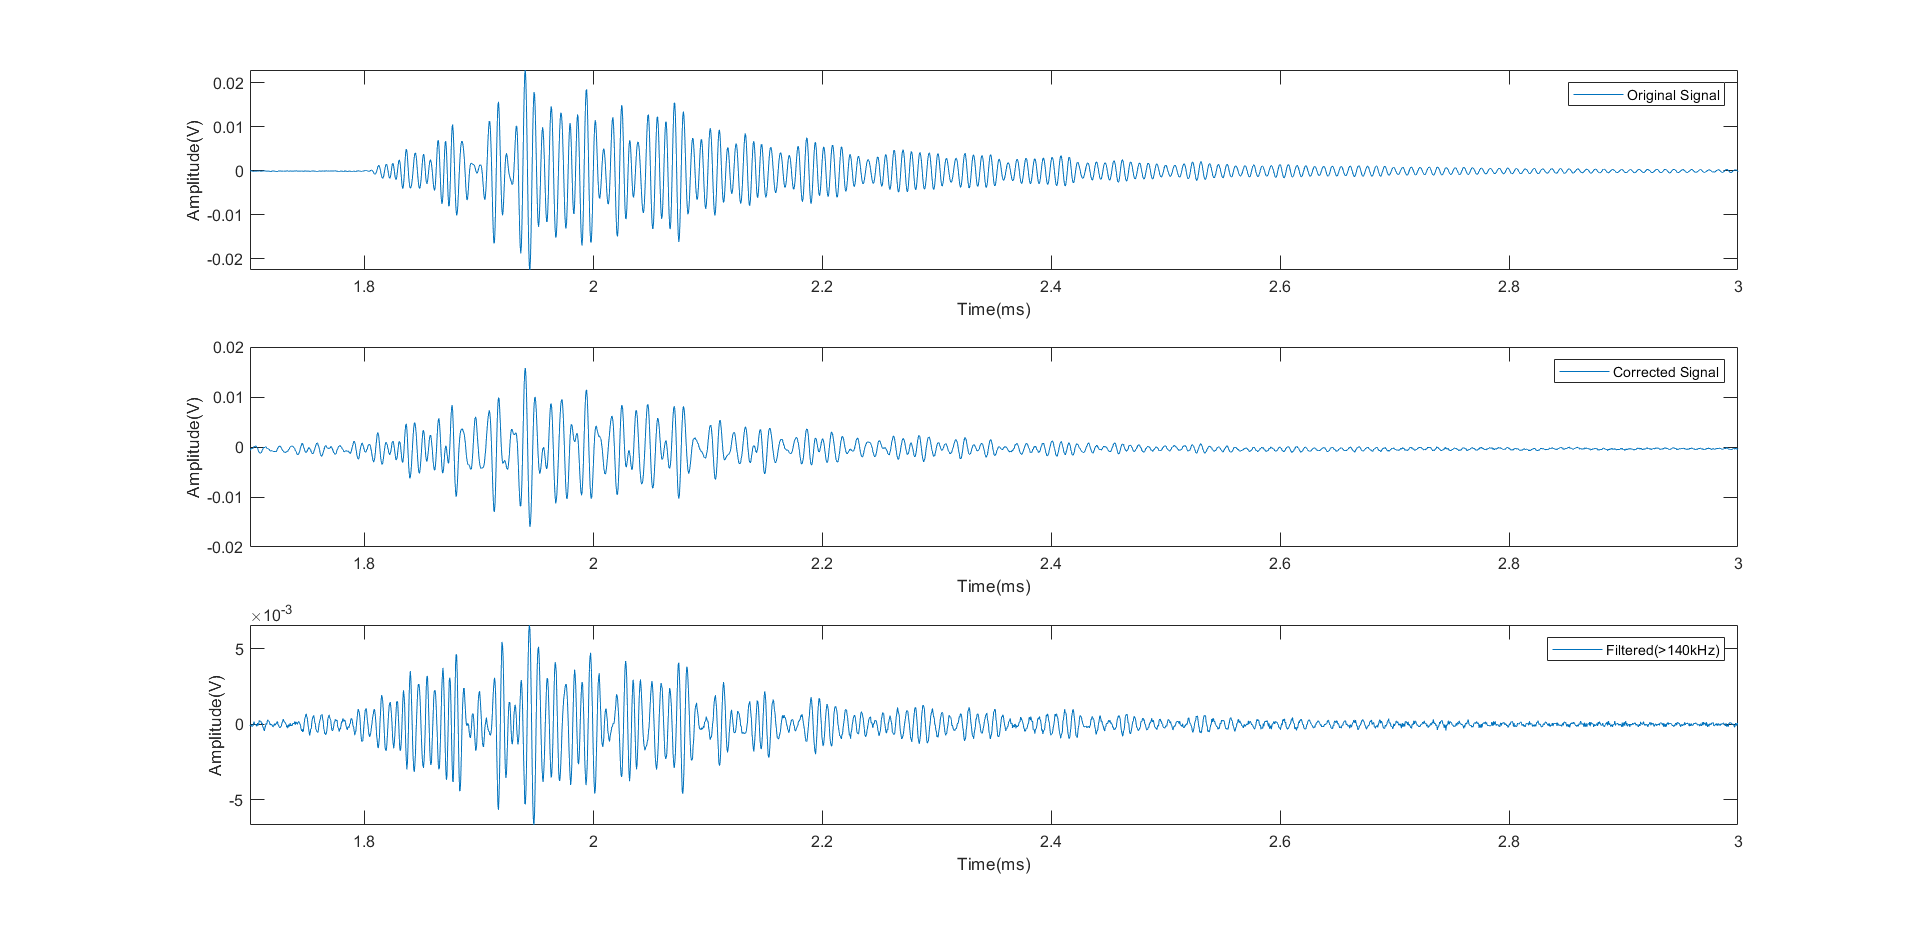 Original Signal
0.02
0.01
0
-0.01
-0.02
Amplitude(V)
1.8 2 2.2 2.4 2.6 2.8 3
Time(ms)
Corrected Signal
0.02
0.01
0
-0.01
-0.02
Amplitude(V)
1.8 2 2.2 2.4 2.6 2.8 3
Time(ms)
×10-3
Filtered(>140kHz)
5
0
-5
Amplitude(V)
1.8 2 2.2 2.4 2.6 2.8 3
Time(ms)